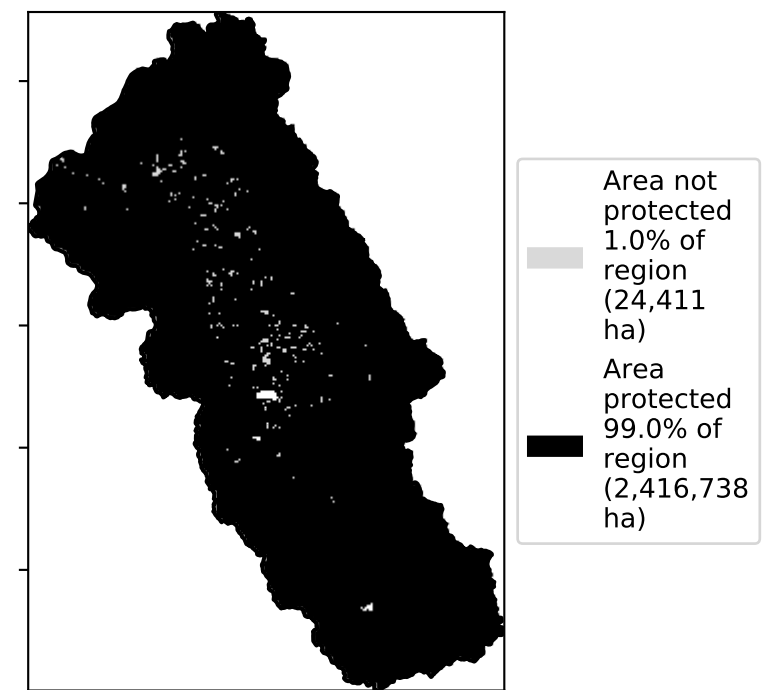 Area not
protected
1.0% of
region
(24,411
ha)
Area
protected
99.0% of
region
(2,416,738
ha)